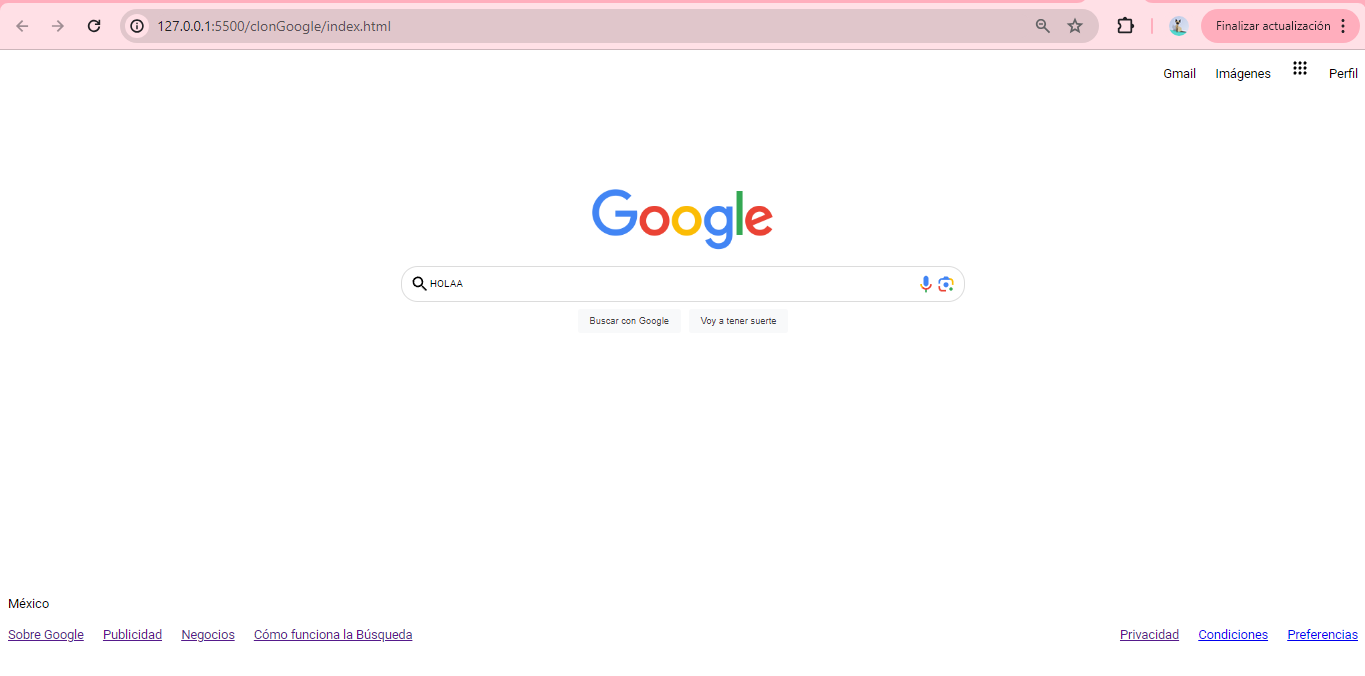 127.0.0.1:5500/clonGoogle/index.html Finalizar actualización
Gmail Imágenes Perfil
Google
HOLAA
Buscar con Google Voy a tener suerte
México
Sobre Google Publicidad Negocios Cómo funciona la Búsqueda Privacidad Condiciones Preferencias